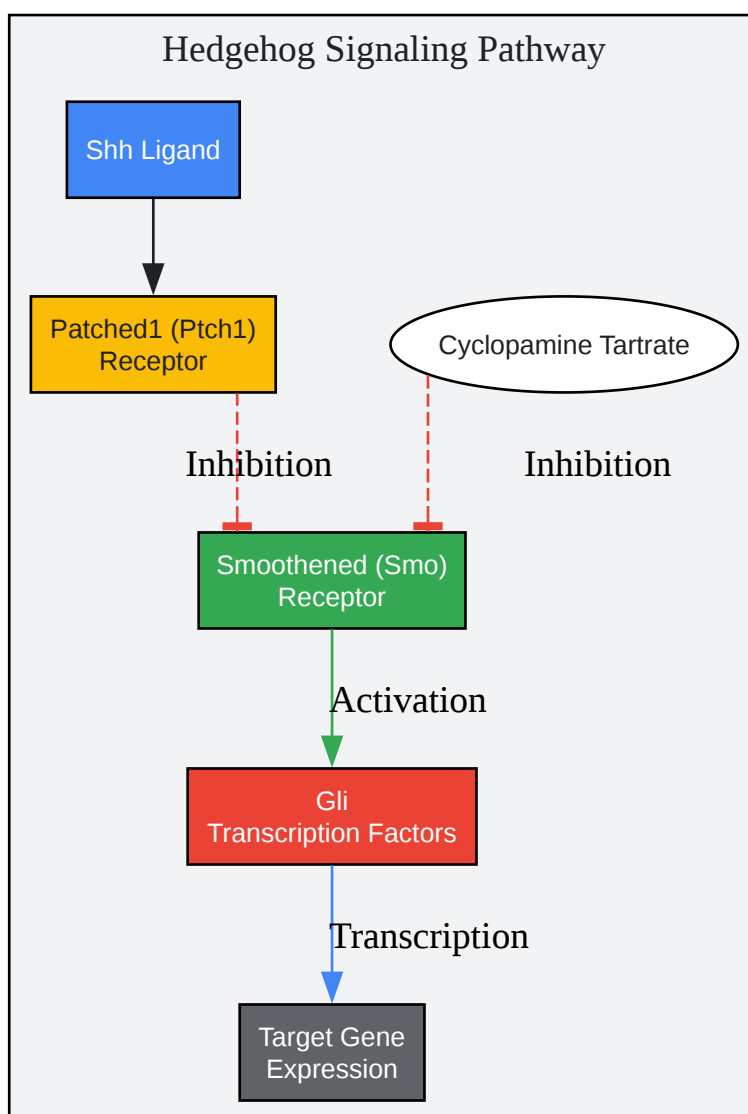 Hedgehog Signaling Pathway
Shh Ligand
Patched1 (Ptch1)
Receptor
Cyclopamine Tartrate
Inhibition
Inhibition
Smoothened (Smo)
Receptor
Activation
Gli
Transcription Factors
Transcription
Target Gene
Expression